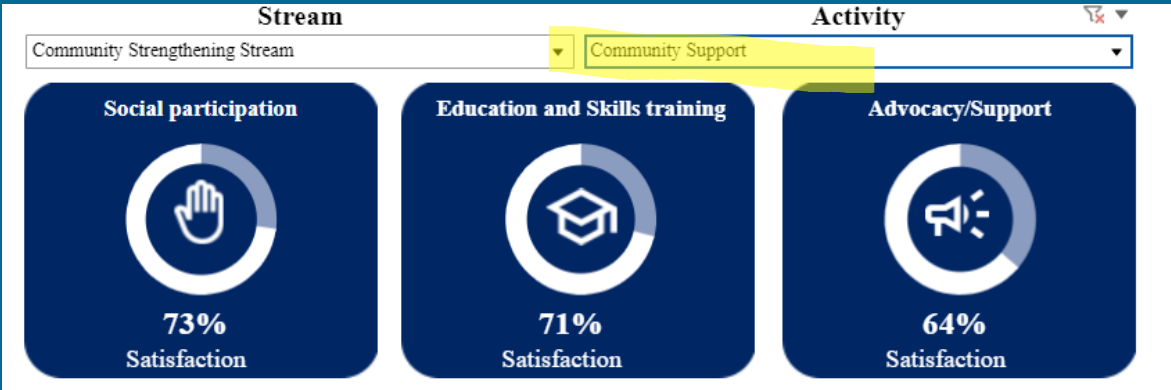 Stream
Activity
Community Strengthening Stream
Community Support
Social participation
73%
Satisfaction
Education and Skills training
71%
Satisfaction
Advocacy/Support
64%
Satisfaction